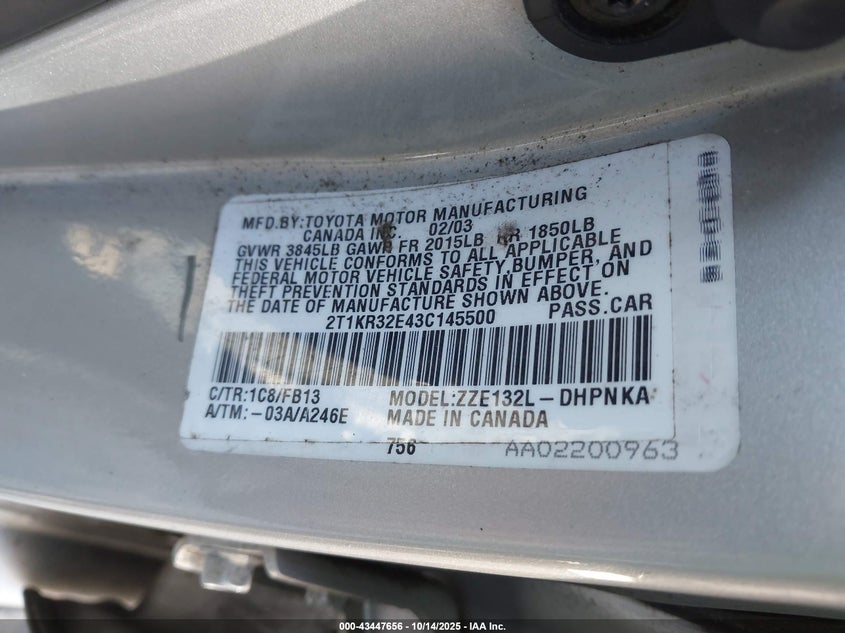 MFD.BY:TOYOTA MOTOR MANUFACTURING
CANADA INC. 02/03
GVWR 3845LB GAWR FR 2015LB RR 1850LB
THIS VEHICLE CONFORMS TO ALL APPLICABLE
FEDERAL MOTOR VEHICLE SAFETY,BUMPER, AND
THEFT PREVENTION STANDARDS IN EFFECT ON
THE DATE OF MANUFACTURE SHOWN ABOVE.
2T1KR32E43C145500 PASS.CAR
C/TR:1C8/FB13 MODEL:ZZE132L-DHPNKA
A/TM:-03A/A246E MADE IN CANADA
756 AA02200963
000-43447656 - 10/14/2025 - IAA Inc.